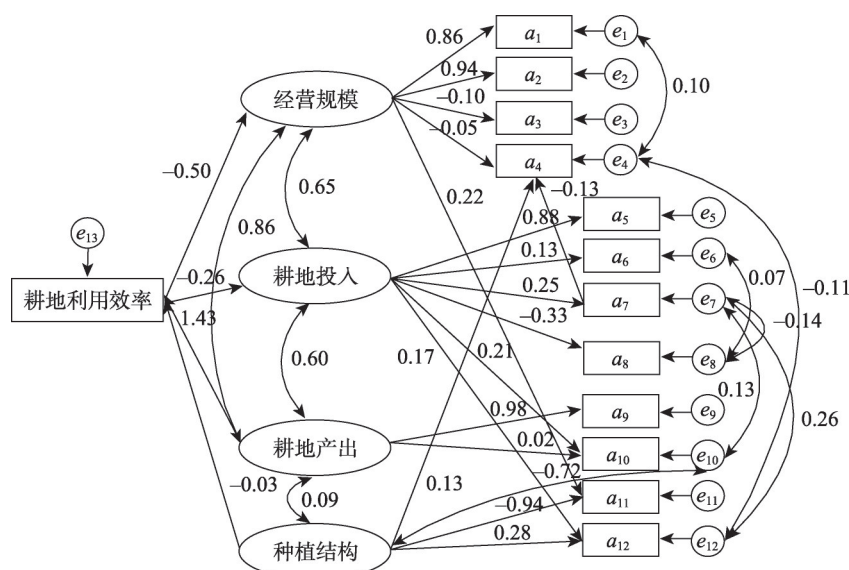 0.86
a1
e1
0.94
a2
e2
0.10
经营规模
–0.10
a3
e3
–0.05
a4
e4
–0.50
0.65
0.22
–0.13
0.88
a5
e5
e13
0.86
0.13
a6
e6
耕地投入
–0.26
0.25
a7
e7
0.07
–0.11
耕地利用效率
1.43
–0.33
–0.14
0.60
0.17
0.21
a8
e8
0.13
0.98
a9
e9
0.26
耕地产出
0.02
a10
e10
–0.72
–0.03
0.09
0.13
–0.94
a11
e11
种植结构
0.28
a12
e12